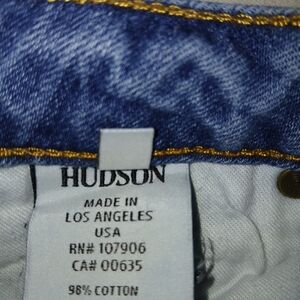 HUDSON
MADE IN
LOS ANGELES
USA
RN# 107906
CA# 00635
98% COTTON